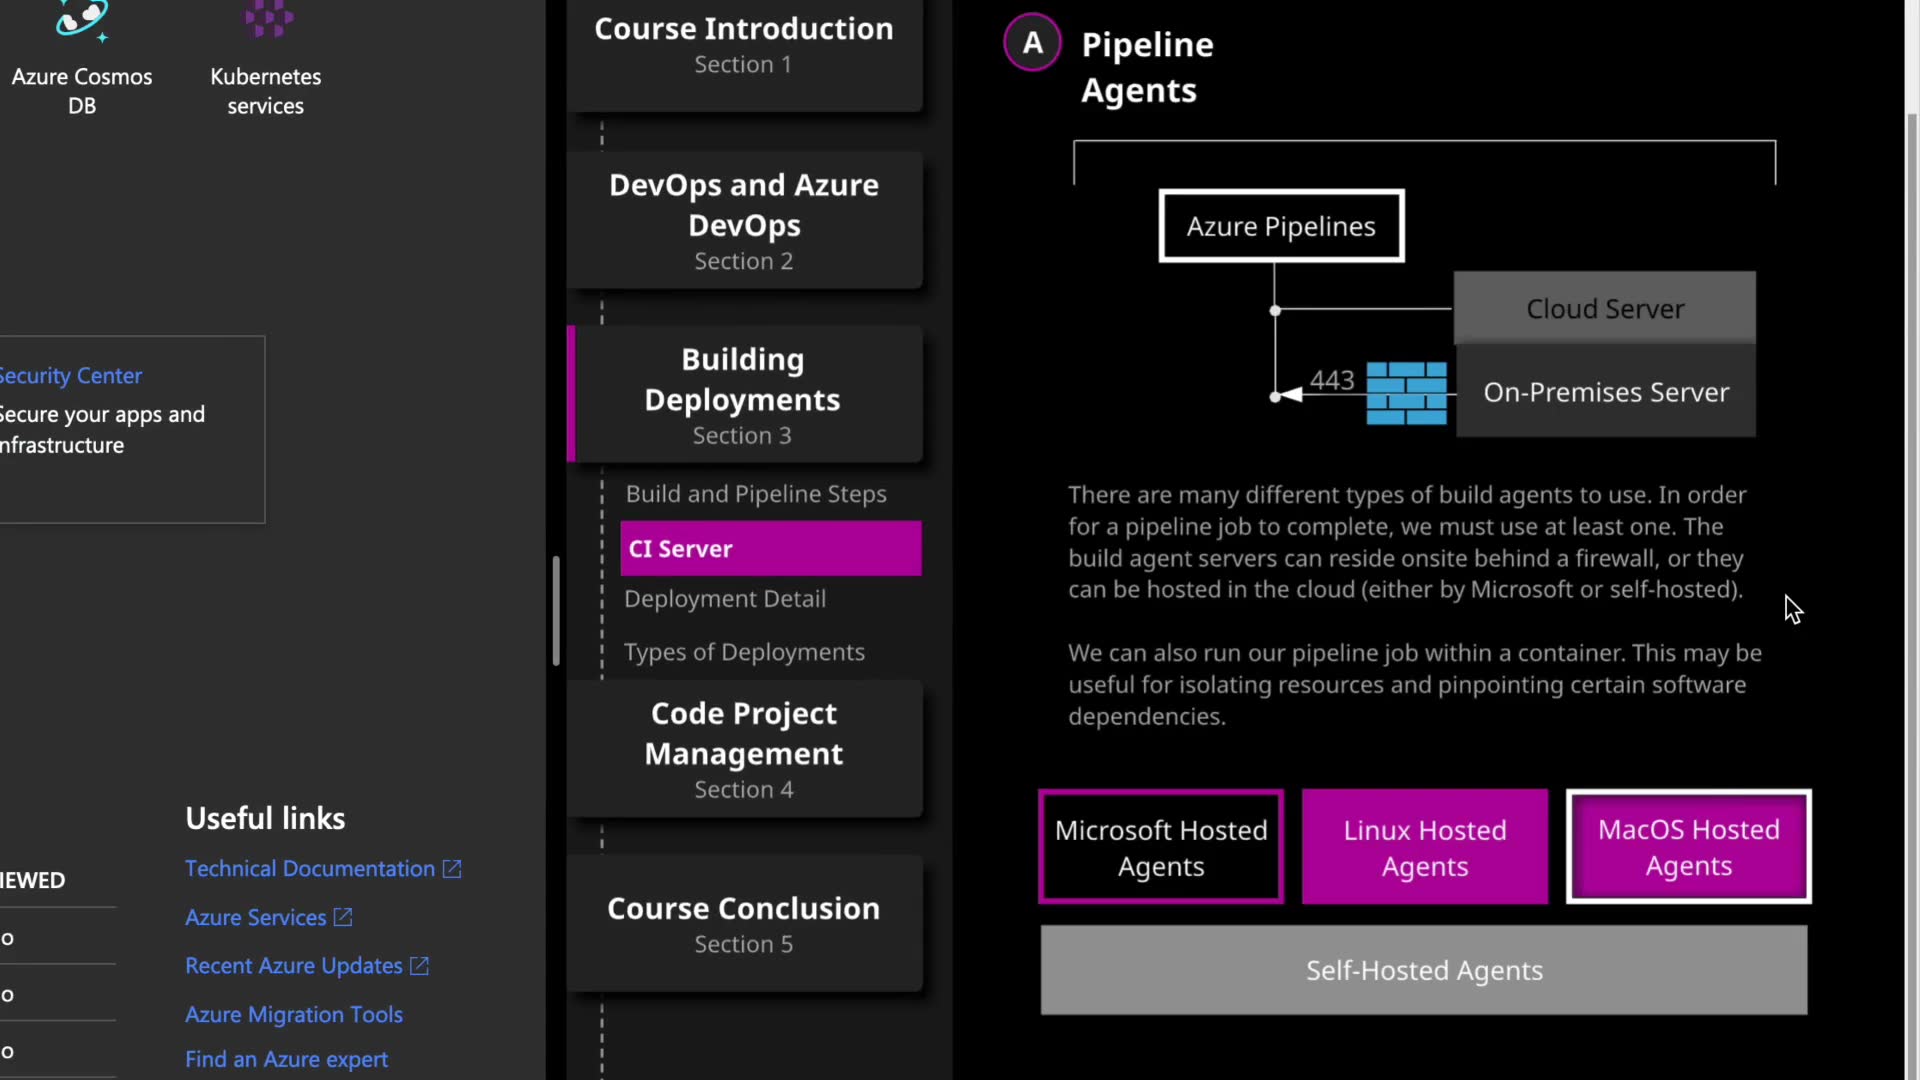 Azure Cosmos
DB
Kubernetes
services
Security Center
Secure your apps and
infrastructure
Useful links
Technical Documentation
IEWED
Azure Services
o
Recent Azure Updates
o
Azure Migration Tools
o
Find an Azure expert
Course Introduction
Section 1
DevOps and Azure
DevOps
Section 2
Building
Deployments
Section 3
Build and Pipeline Steps
CI Server
Deployment Detail
Types of Deployments
Code Project
Management
Section 4
Course Conclusion
Section 5
A
Pipeline
Agents
Azure Pipelines
Cloud Server
443
On-Premises Server
There are many different types of build agents to use. In order
for a pipeline job to complete, we must use at least one. The
build agent servers can reside onsite behind a firewall, or they
can be hosted in the cloud (either by Microsoft or self-hosted).
We can also run our pipeline job within a container. This may be
useful for isolating resources and pinpointing certain software
dependencies.
Microsoft Hosted
Agents
Linux Hosted
Agents
MacOS Hosted
Agents
Self-Hosted Agents